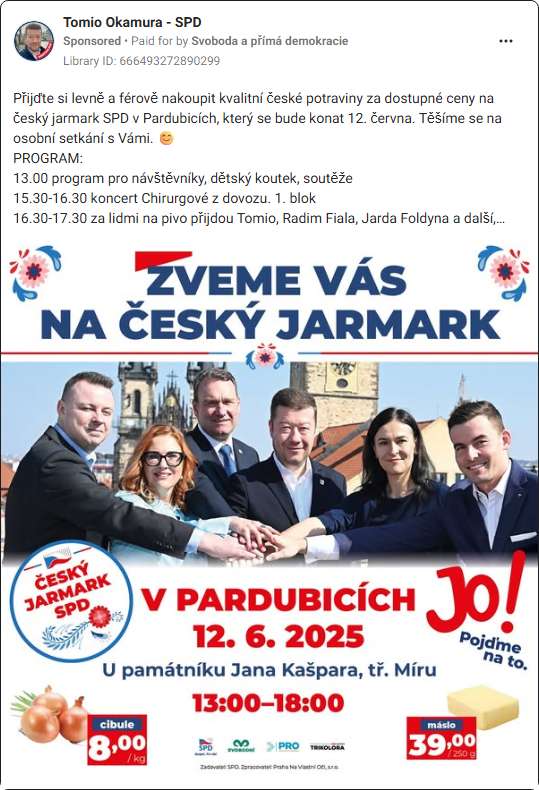 Tomio Okamura - SPD
Sponsored • Paid for by Svoboda a přímá demokracie
Library ID: 666493272890299
Přijďte si levně a férově nakoupit kvalitní české potraviny za dostupné ceny na
český jarmark SPD v Pardubicích, který se bude konat 12. června. Těšíme se na
osobní setkání s Vámi. 😊
PROGRAM:
13.00 program pro návštěvníky, dětský koutek, soutěže
15.30-16.30 koncert Chirurgové z dovozu. 1. blok
16.30-17.30 za lidmi na pivo přijdou Tomio, Radim Fiala, Jarda Foldyna a další,...
ZVEME VÁS
NA ČESKÝ JARMARK
ČESKÝ
JARMARK
SPD
V PARDUBICÍCH
12. 6. 2025
JO!
Pojďme
na to.
U památníku Jana Kašpara, tř. Míru
13:00–18:00
cibule
8,00
/ kg
máslo
39,00
/ 250 g
SPD
SVOBODNÍ
PRO
TRIKOLORA
Zadavatel: SPD. Zpracovatel: Praha Na Vlastní Oči, s.r.o.